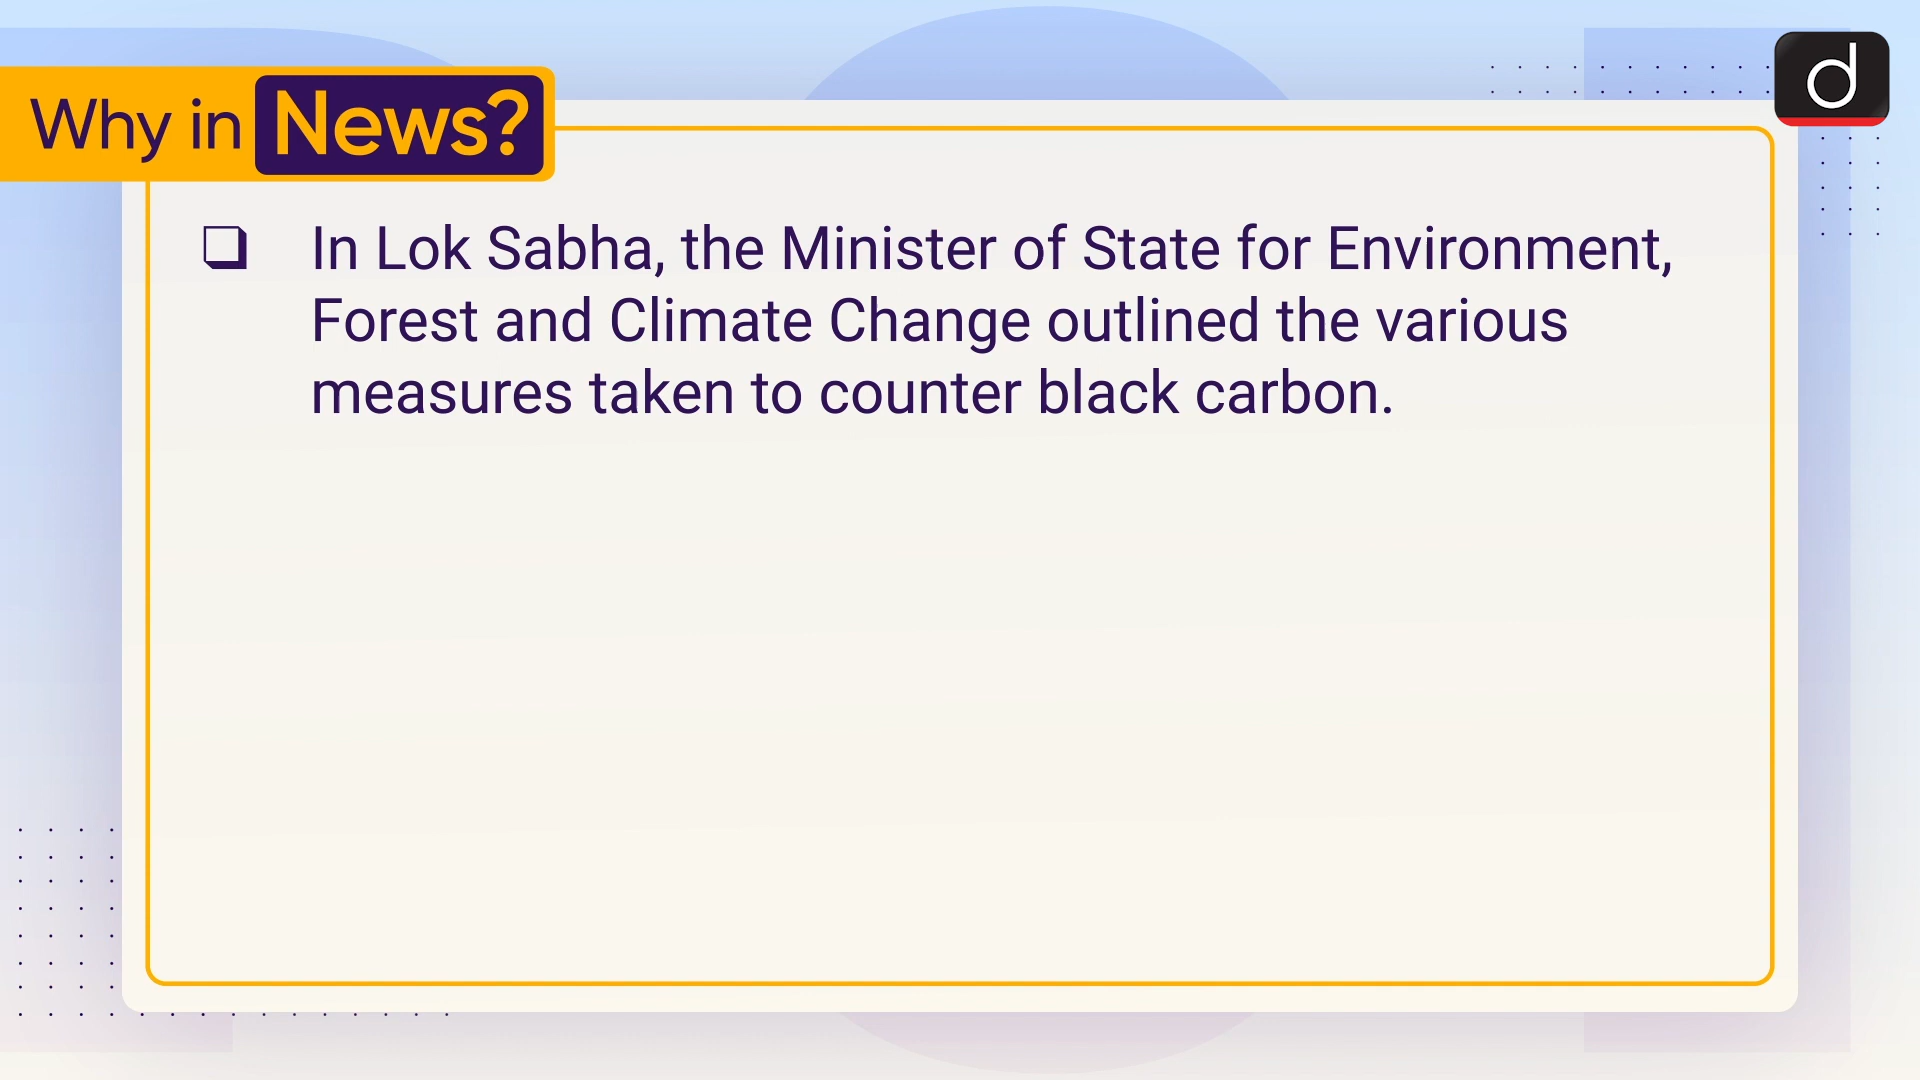 Why in News?
d
❑ In Lok Sabha, the Minister of State for Environment,
Forest and Climate Change outlined the various
measures taken to counter black carbon.